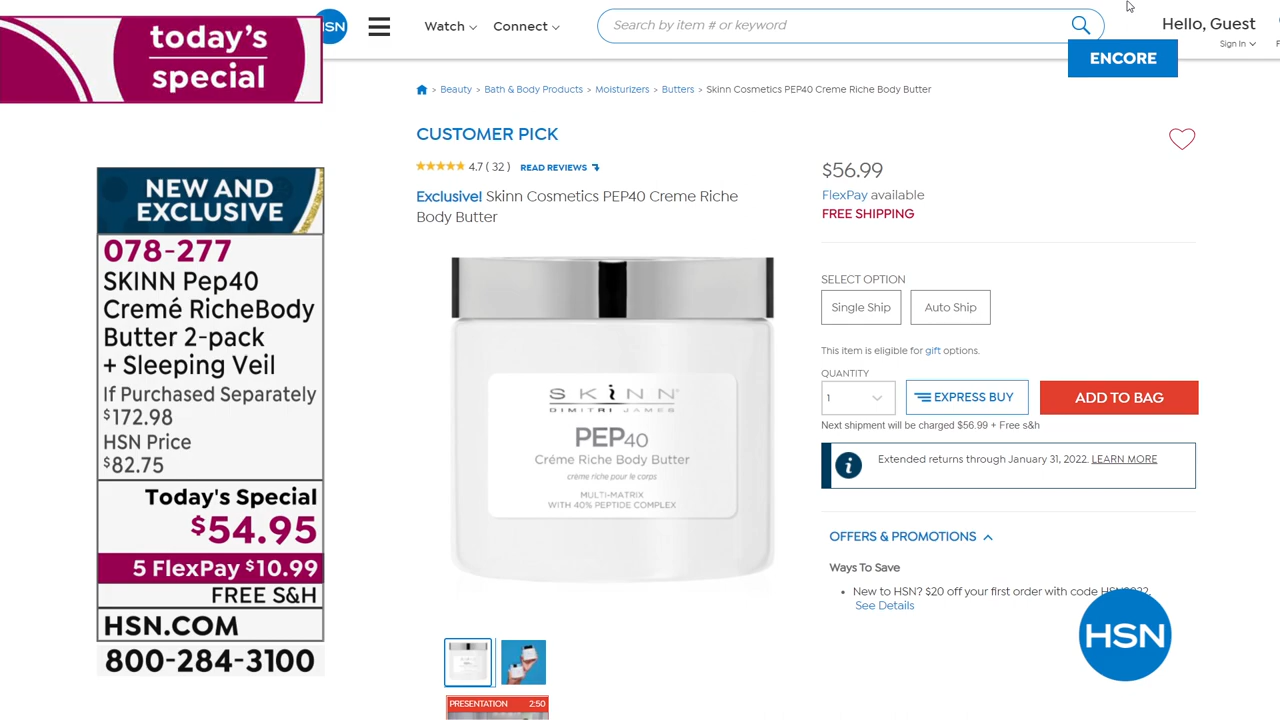 today's
special
HSN
Watch
Connect
Search by item # or keyword
Hello, Guest
Sign In
ENCORE
> Beauty > Bath & Body Products > Moisturizers > Butters > Skinn Cosmetics PEP40 Creme Riche Body Butter
CUSTOMER PICK
4.7 ( 32 ) READ REVIEWS
Exclusive! Skinn Cosmetics PEP40 Creme Riche
Body Butter
$56.99
FlexPay available
FREE SHIPPING
SELECT OPTION
Single Ship
Auto Ship
This item is eligible for gift options.
QUANTITY
1
EXPRESS BUY
ADD TO BAG
Next shipment will be charged $56.99 + Free s&h
Extended returns through January 31, 2022. LEARN MORE
OFFERS & PROMOTIONS
Ways To Save
• New to HSN? $20 off your first order with code
See Details
HSN
NEW AND
EXCLUSIVE
078-277
SKINN Pep40
Cremé RicheBody
Butter 2-pack
+ Sleeping Veil
If Purchased Separately
$172.98
HSN Price
$82.75
Today's Special
$54.95
5 FlexPay $10.99
FREE S&H
HSN.COM
800-284-3100
SKINN®
DIMITRI JAMES
PEP40
Créme Riche Body Butter
crème riche pour le corps
MULTI-MATRIX
WITH 40% PEPTIDE COMPLEX
PRESENTATION 2:50